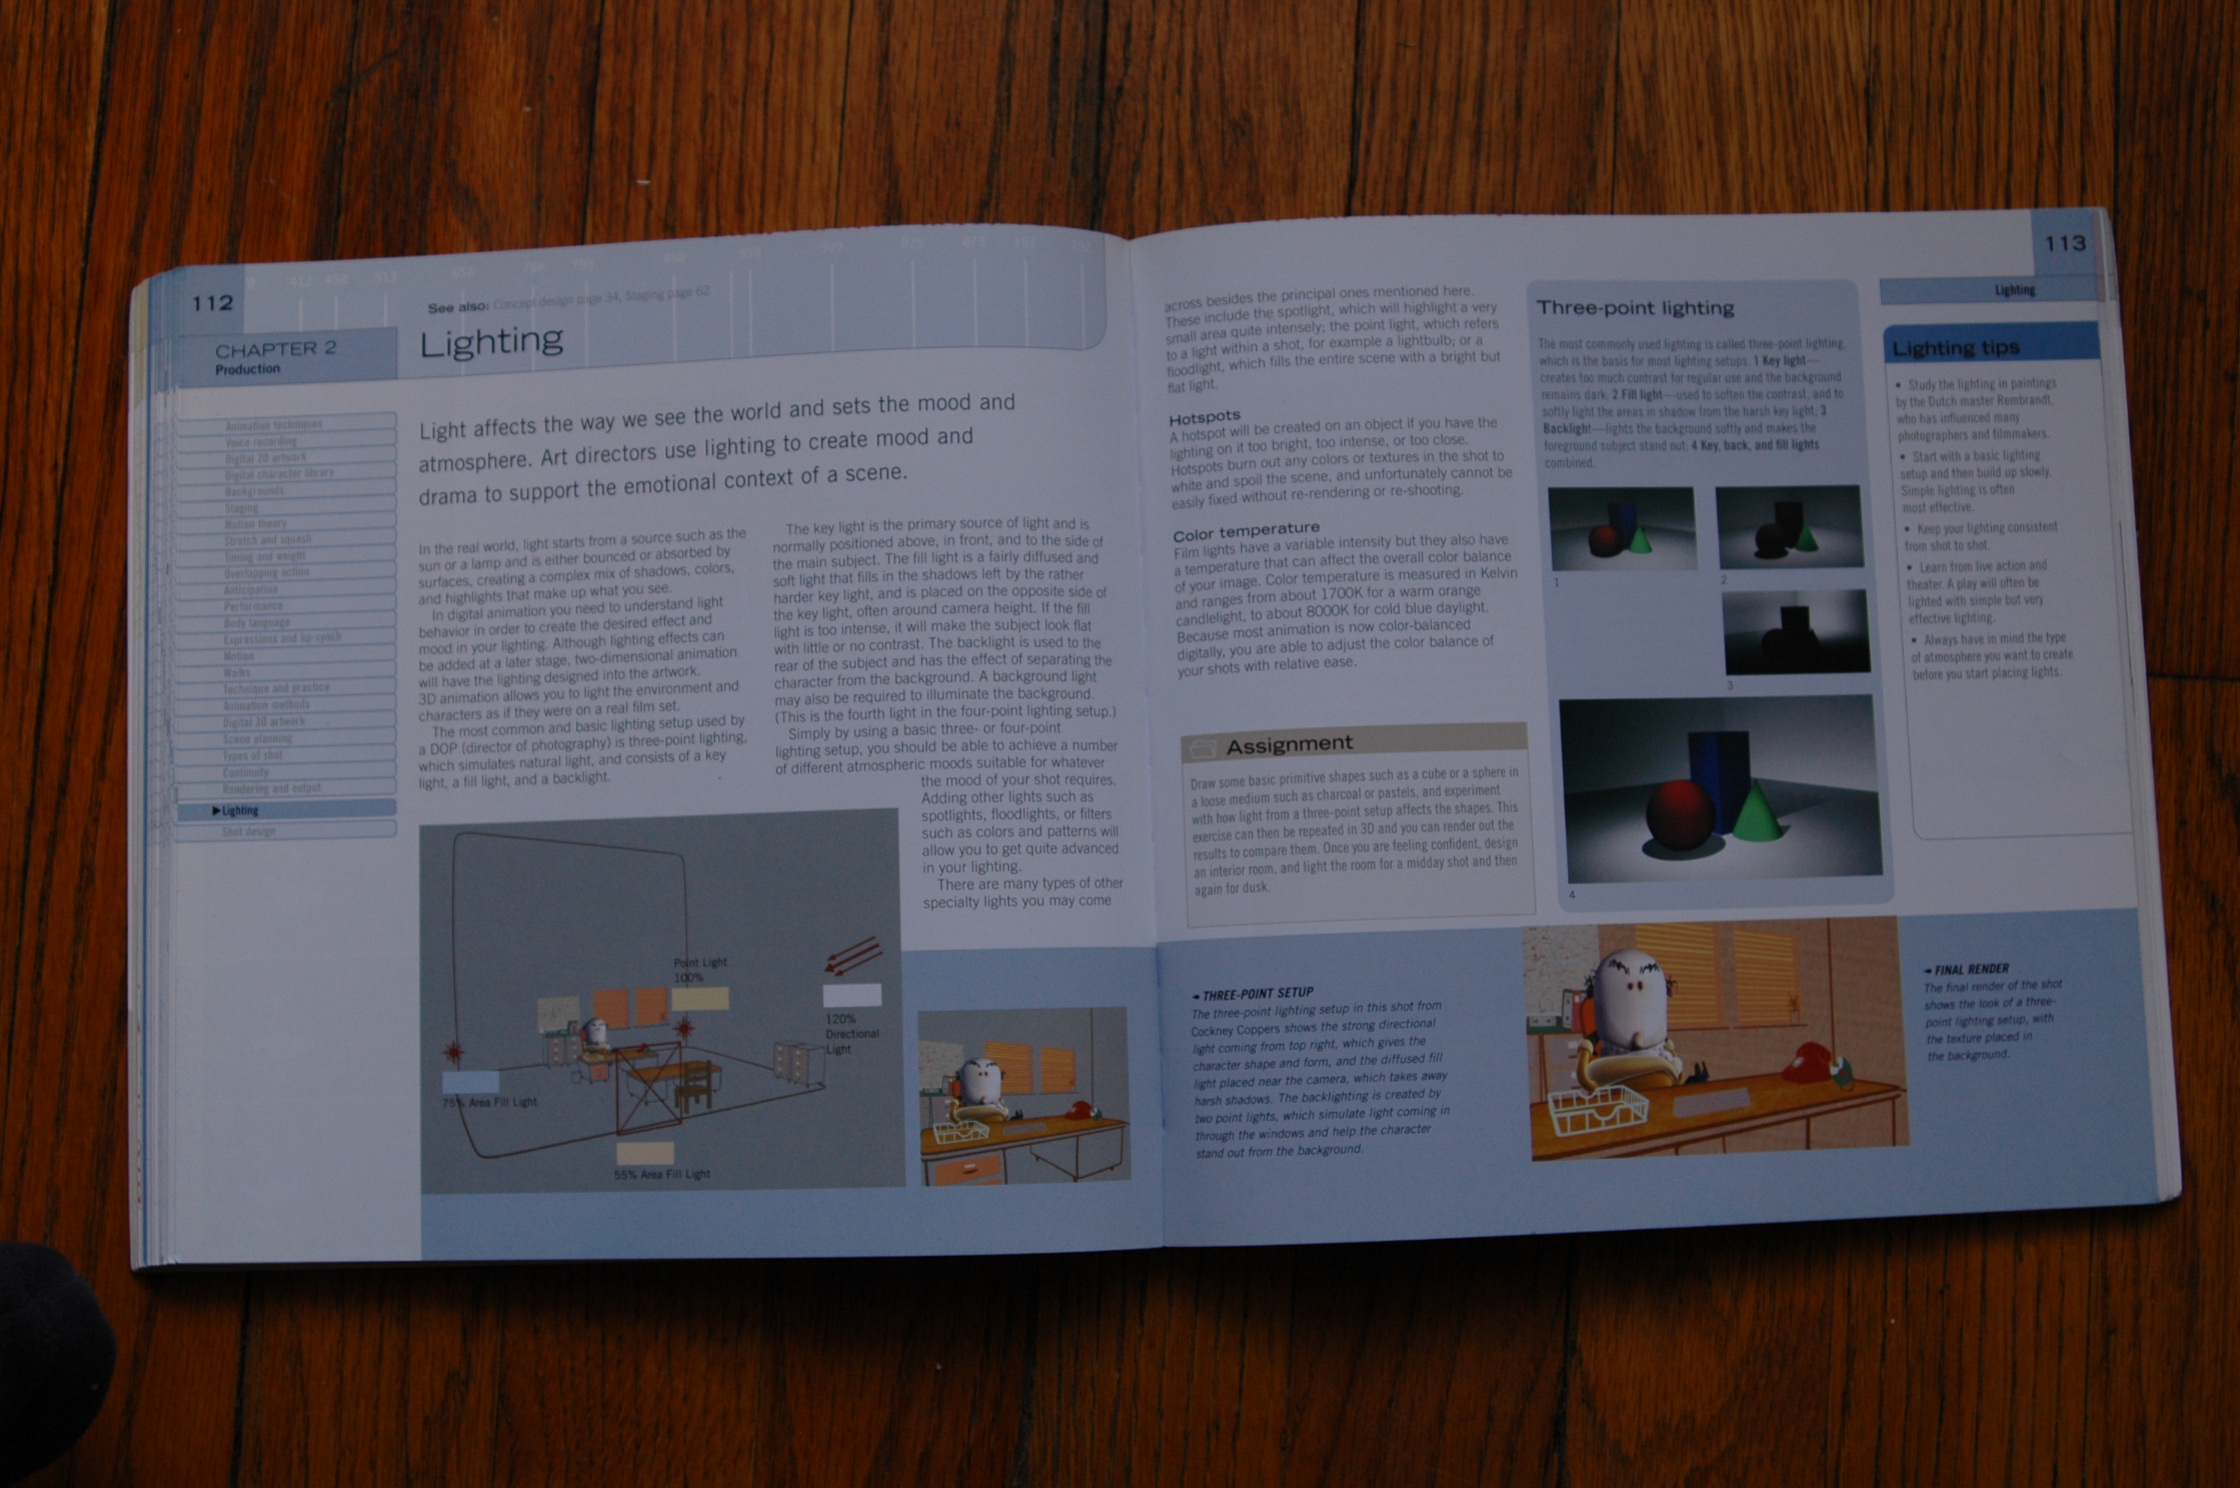 112
CHAPTER 2
Production
See also: Concept design page 34, Staging page 62
Lighting
Animation techniques
Voice recording
Digital 2D artwork
Digital character library
Backgrounds
Staging
Motion theory
Stretch and squash
Timing and weight
Overlapping action
Anticipation
Performance
Body language
Expressions and lip-synch
Motion
Walks
Technique and practice
Animation methods
Digital 3D artwork
Types of shot
Continuity
Rendering and output
Lighting
Shot design
Light affects the way we see the world and sets the mood and
atmosphere. Art directors use lighting to create mood and
drama to support the emotional context of a scene.
In the real world, light starts from a source such as the
sun or a lamp and is either bounced or absorbed by
surfaces, creating a complex mix of shadows, colors,
and highlights that make up what you see.
In digital animation you need to understand light
behavior in order to create the desired effect and
mood in your lighting. Although lighting effects can
be added at a later stage, two-dimensional animation
will have the lighting designed into the artwork.
3D animation allows you to light the environment and
characters as if they were on a real film set.
The most common and basic lighting setup used by
a DOP (director of photography) is three-point lighting,
which simulates natural light, and consists of a key
light, a fill light, and a backlight.
The key light is the primary source of light and is
normally positioned above, in front, and to the side of
the main subject. The fill light is a fairly diffused and
soft light that fills in the shadows left by the rather
harder key light, and is placed on the opposite side of
the key light, often around camera height. If the fill
light is too intense, it will make the subject look flat
with little or no contrast. The backlight is used to the
rear of the subject and has the effect of separating the
character from the background. A background light
may also be required to illuminate the background.
(This is the fourth light in the four-point lighting setup.)
Simply by using a basic three- or four-point
lighting setup, you should be able to achieve a number
of different atmospheric moods suitable for whatever
the mood of your shot requires.
Adding other lights such as
spotlights, floodlights, or filters
such as colors and patterns will
allow you to get quite advanced
in your lighting.
There are many types of other
specialty lights you may come
Point Light
100%
120%
Directional
Light
75% Area Fill Light
55% Area Fill Light
113
Lighting
across besides the principal ones mentioned here.
These include the spotlight, which will highlight a very
small area quite intensely; the point light, which refers
to a light within a shot, for example a lightbulb; or a
floodlight, which fills the entire scene with a bright but
flat light.
Hotspots
A hotspot will be created on an object if you have the
lighting on it too bright, too intense, or too close.
Hotspots burn out any colors or textures in the shot to
white and spoil the scene, and unfortunately cannot be
easily fixed without re-rendering or re-shooting.
Color temperature
Film lights have a variable intensity but they also have
a temperature that can affect the overall color balance
of your image. Color temperature is measured in Kelvin
and ranges from about 1700K for a warm orange
candlelight, to about 8000K for cold blue daylight.
Because most animation is now color-balanced
digitally, you are able to adjust the color balance of
your shots with relative ease.
Assignment
Draw some basic primitive shapes such as a cube or a sphere in
a loose medium such as charcoal or pastels, and experiment
with how light from a three-point setup affects the shapes. This
exercise can then be repeated in 3D and you can render out the
results to compare them. Once you are feeling confident, design
an interior room, and light the room for a midday shot and then
again for dusk.
Three-point lighting
The most commonly used lighting is called three-point lighting,
which is the basis for most lighting setups. 1 Key light—
creates too much contrast for regular use and the background
remains dark, 2 Fill light—used to soften the contrast, and to
softly light the areas in shadow from the harsh key light, 3
Backlight—lights the background softly and makes the
foreground subject stand out, 4 Key, back, and fill lights
combined.
1
2
3
4
Lighting tips
• Study the lighting in paintings
by the Dutch master Rembrandt,
who has influenced many
photographers and filmmakers.
• Start with a basic lighting
setup and then build up slowly.
Simple lighting is often
most effective.
• Keep your lighting consistent
from shot to shot.
• Learn from live action and
theater. A play will often be
lighted with simple but very
effective lighting.
• Always have in mind the type
of atmosphere you want to create
before you start placing lights.
THREE-POINT SETUP
The three-point lighting setup in this shot from
Cockney Coppers shows the strong directional
light coming from top right, which gives the
character shape and form, and the diffused fill
light placed near the camera, which takes away
harsh shadows. The backlighting is created by
two point lights, which simulate light coming in
through the windows and help the character
stand out from the background.
FINAL RENDER
The final render of the shot
shows the look of a three-
point lighting setup, with
the texture placed in
the background.